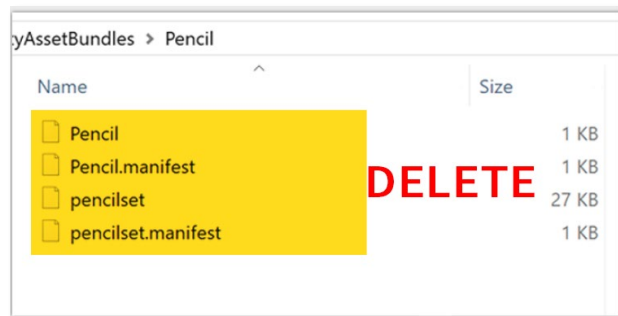 yAssetBundles > Pencil
Name Size
Pencil 1 KB
Pencil.manifest 1 KB
DELETE
pencilset 27 KB
pencilset.manifest 1 KB